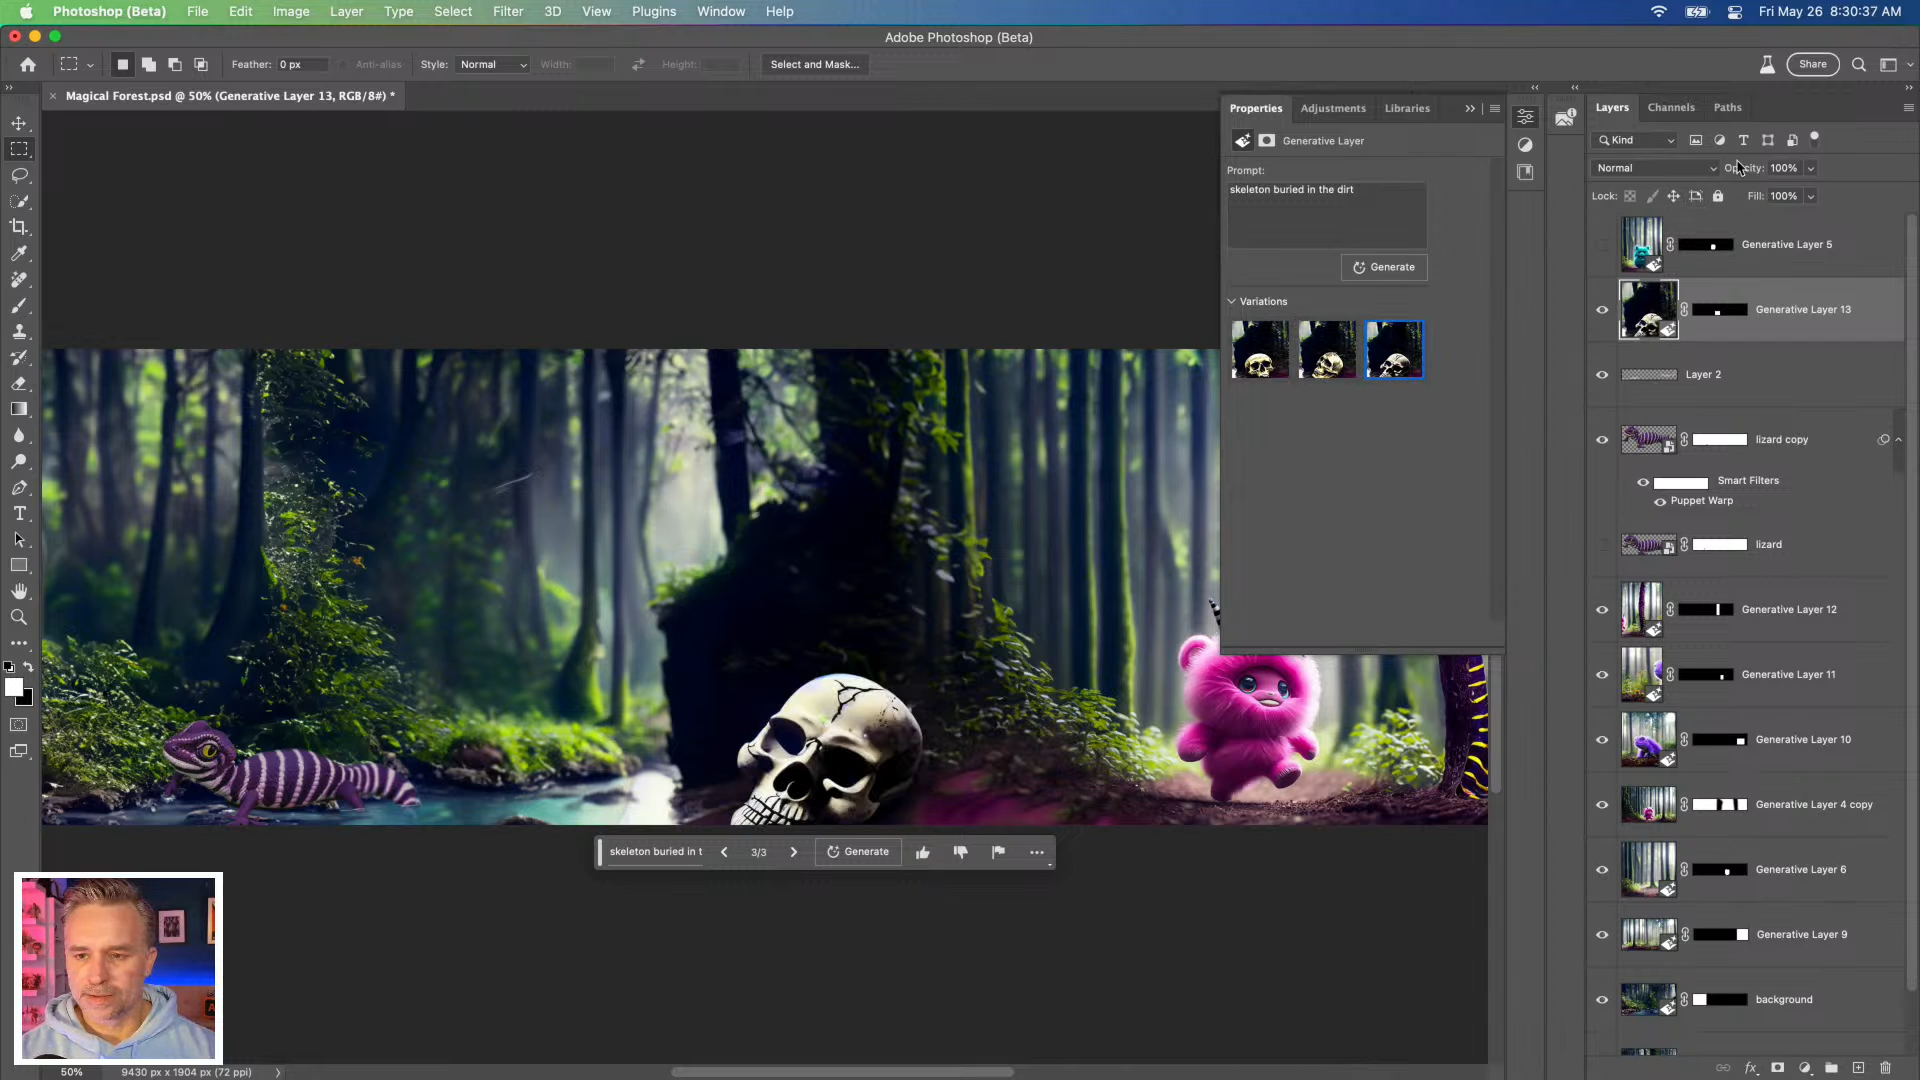 Photoshop (Beta) File Edit Image Layer Type Select Filter 3D View Plugins Window Help Fri May 26 8:30:37 AM
Adobe Photoshop (Beta)
Feather: 0 px Anti-alias Style: Normal Width: Height: Select and Mask... Share
Magical Forest.psd @ 50% (Generative Layer 13, RGB/8#) *
Properties Adjustments Libraries
Generative Layer
Prompt:
skeleton buried in the dirt
Generate
Variations
skeleton buried in t 3/3 Generate
50% 9430 px x 1904 px (72 ppi)
Layers Channels Paths
Kind
Normal Opacity: 100%
Lock: Fill: 100%
Generative Layer 5
Generative Layer 13
Layer 2
lizard copy
Smart Filters
Puppet Warp
lizard
Generative Layer 12
Generative Layer 11
Generative Layer 10
Generative Layer 4 copy
Generative Layer 6
Generative Layer 9
background
fx